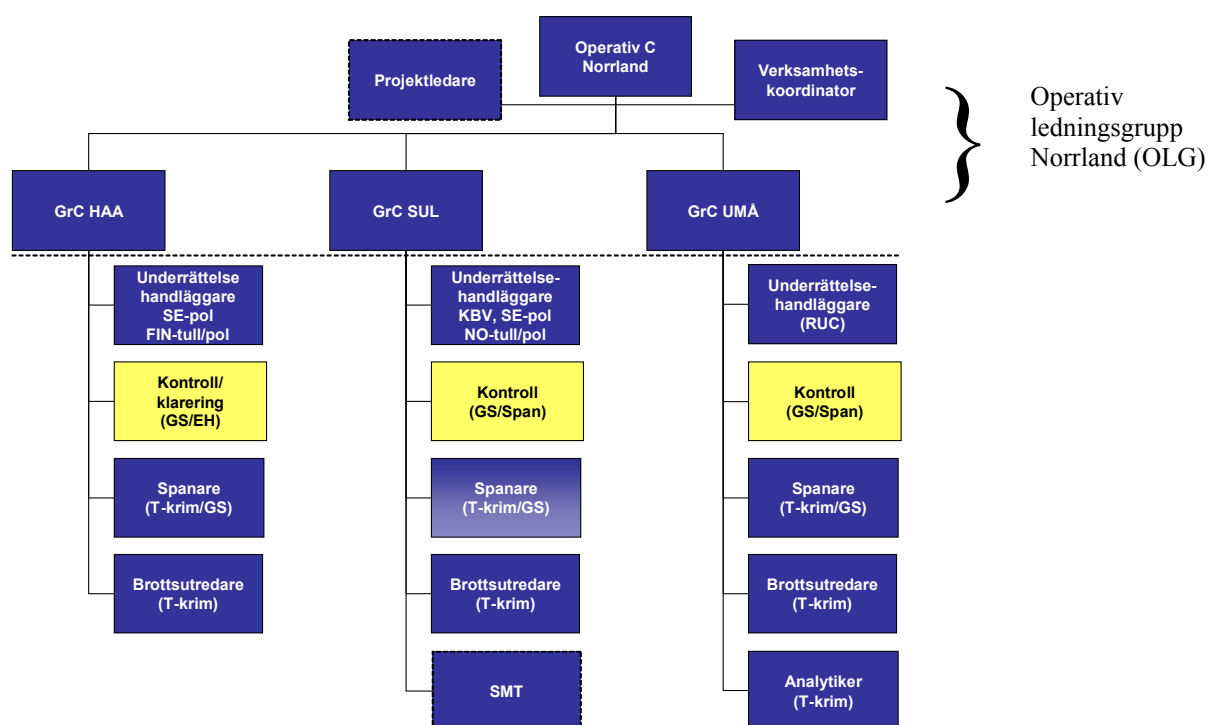 Operativ C
Norrland
Projektledare
Verksamhets-
koordinator
}
Operativ
ledningsgrupp
Norrland (OLG)
GrC HAA
GrC SUL
GrC UMÅ
Underrättelse
handläggare
SE-pol
FIN-tull/pol
Underrättelse-
handläggare
KBV, SE-pol
NO-tull/pol
Underrättelse-
handläggare
(RUC)
Kontroll/
klarering
(GS/EH)
Kontroll
(GS/Span)
Kontroll
(GS/Span)
Spanare
(T-krim/GS)
Spanare
(T-krim/GS)
Spanare
(T-krim/GS)
Brottsutredare
(T-krim)
Brottsutredare
(T-krim)
Brottsutredare
(T-krim)
SMT
Analytiker
(T-krim)